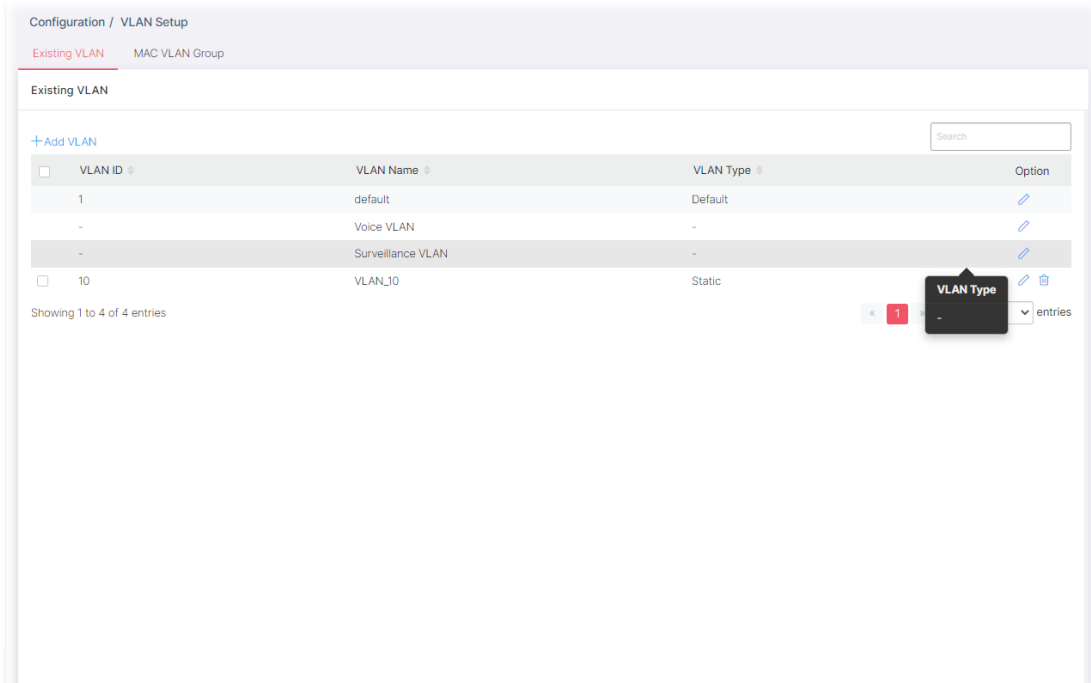 Configuration / VLAN Setup
Existing VLAN MAC VLAN Group
Existing VLAN
+Add VLAN Search
VLAN ID VLAN Name VLAN Type Option
1 default Default
- Voice VLAN -
- Surveillance VLAN -
10 VLAN_10 Static
VLAN Type
-
Showing 1 to 4 of 4 entries « 1 » entries